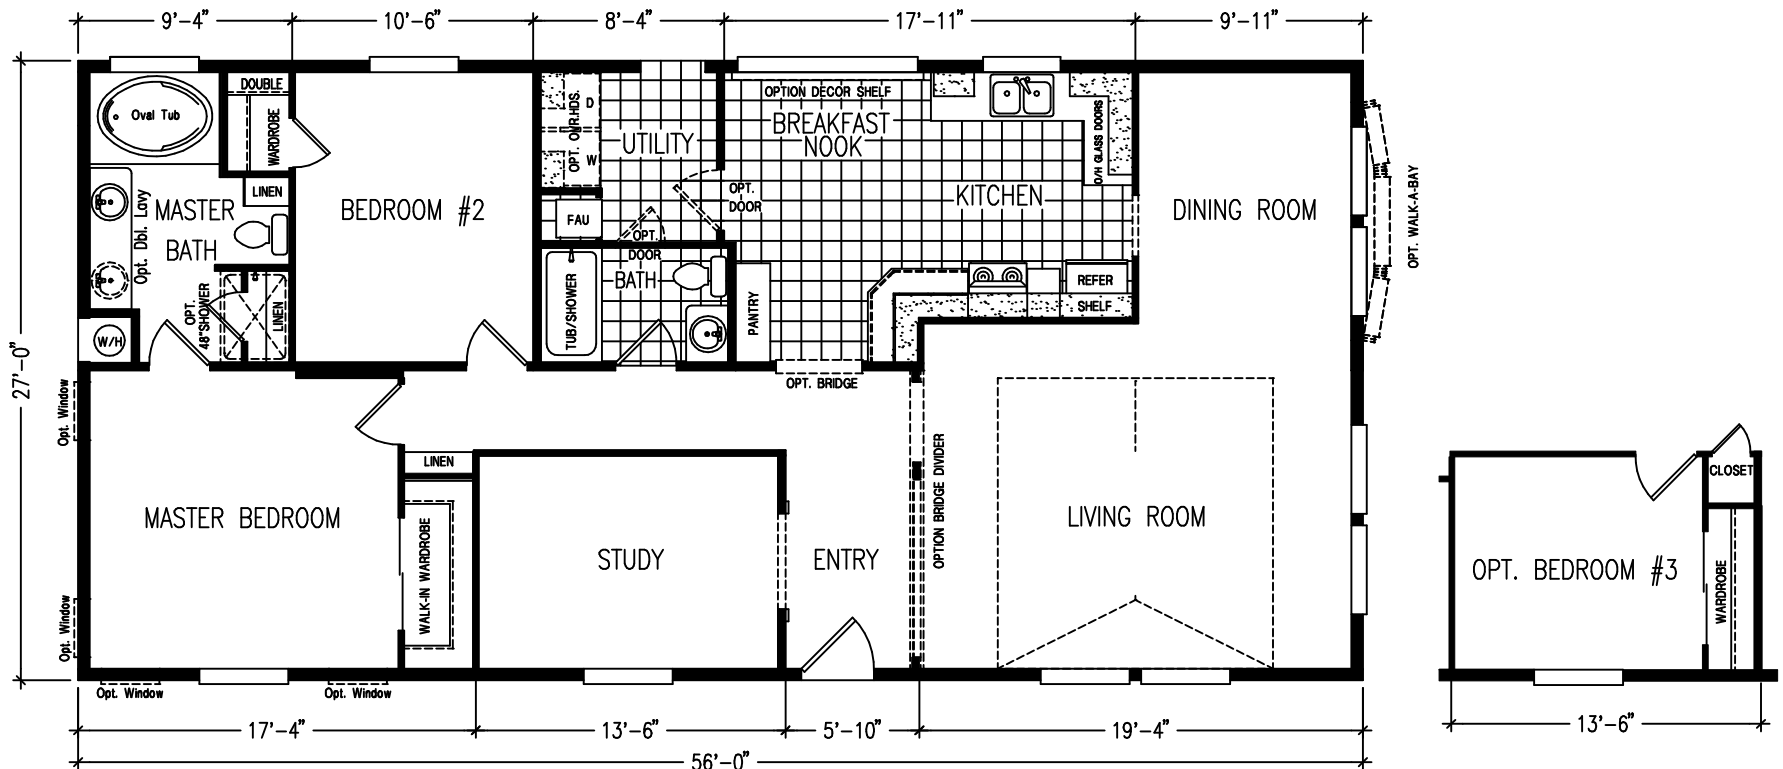 9'-4"
10'-6"
8'-4"
17'-11"
9'-11"
DOUBLE
WARDROBE
Oval Tub
LINEN
MASTER
BATH
Opt. Dbl. Lavy
OPT.
48"SHOWER
LINEN
W/H
BEDROOM #2
OPT. OVR.HDS.
D
W
UTILITY
FAU
OPT.
DOOR
OPT.
DOOR
BATH
TUB/SHOWER
OPTION DECOR SHELF
BREAKFAST
NOOK
KITCHEN
O/H GLASS DOORS
PANTRY
REFER
SHELF
OPT. BRIDGE
DINING ROOM
OPT. WALK-A-BAY
27'-0"
Opt. Window
Opt. Window
MASTER BEDROOM
LINEN
WALK-IN WARDROBE
STUDY
ENTRY
OPTION BRIDGE DIVIDER
LIVING ROOM
Opt. Window
Opt. Window
17'-4"
13'-6"
5'-10"
19'-4"
56'-0"
CLOSET
OPT. BEDROOM #3
WARDROBE
13'-6"